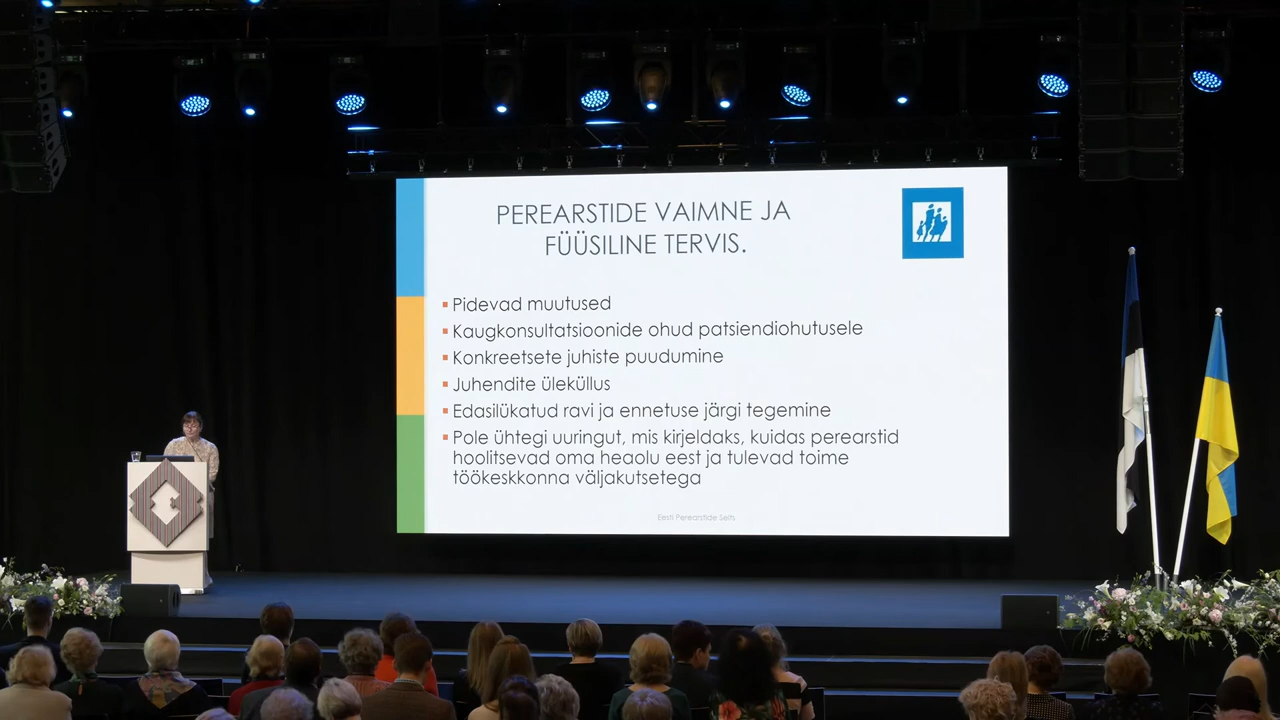 PEREARSTIDE VAIMNE JA
FÜÜSILINE TERVIS.
Pidevad muutused
Kaugkonsultatsioonide ohud patsiendiohutusele
Konkreetsete juhiste puudumine
Juhendite üleküllus
Edasilükatud ravi ja ennetuse järgi tegemine
Pole ühtegi uuringut, mis kirjeldaks, kuidas perearstid
hoolitsevad oma heaolu eest ja tulevad toime
töökeskkonna väljakutsetega
Eesti Perearstide Selts